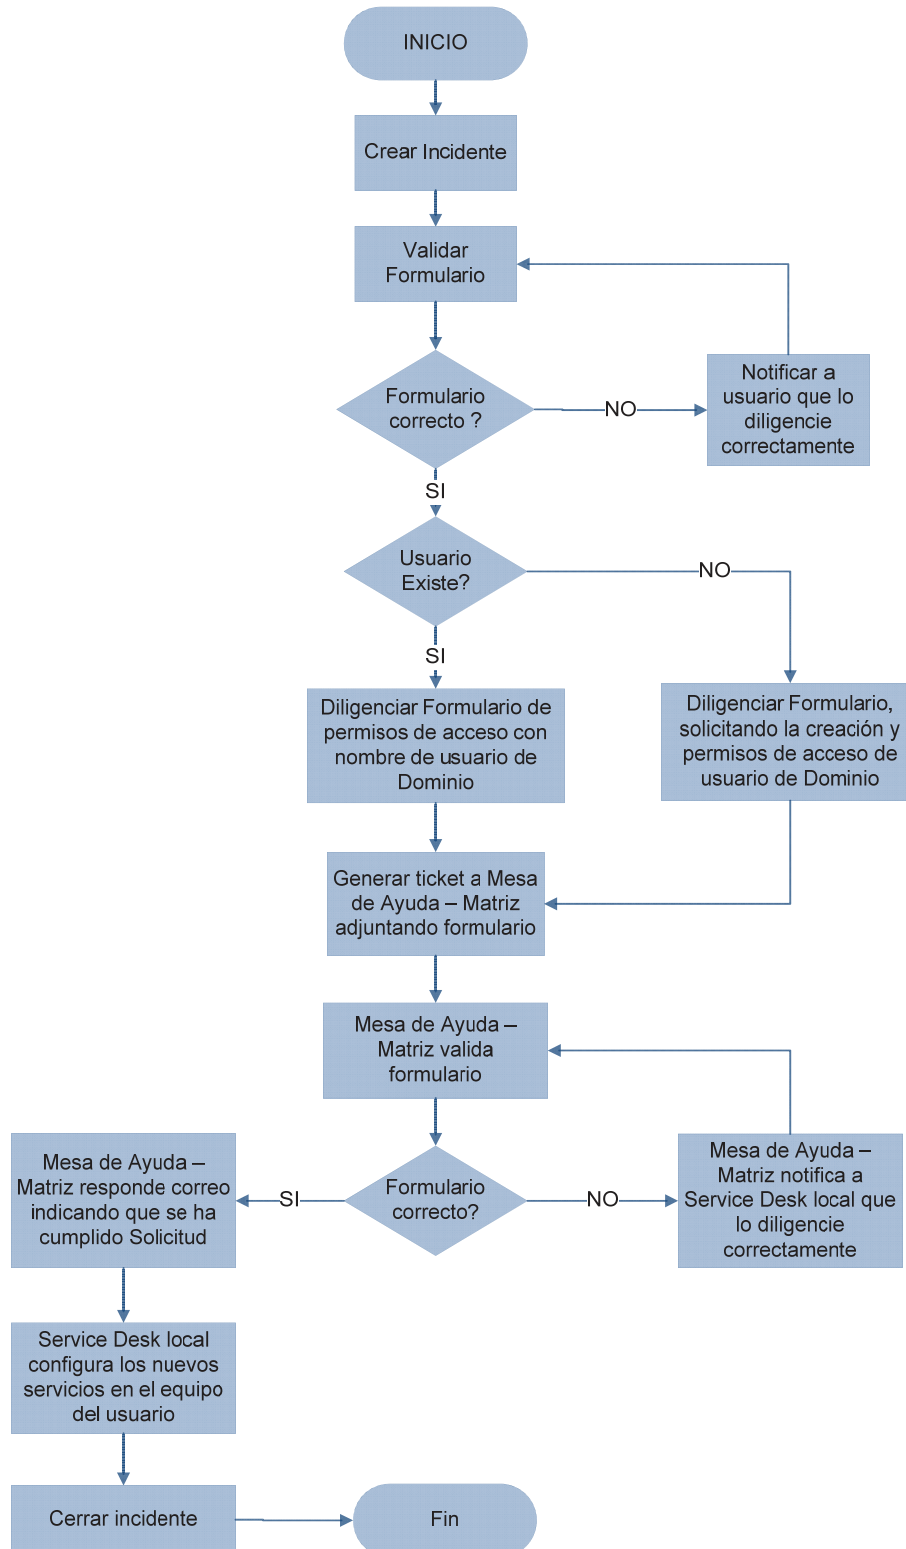 INICIO
Crear Incidente
Validar
Formulario
Formulario
correcto ?
NO
Notificar a
usuario que lo
diligencie
correctamente
SI
Usuario
Existe?
NO
SI
Diligenciar Formulario de
permisos de acceso con
nombre de usuario de
Dominio
Diligenciar Formulario,
solicitando la creación y
permisos de acceso de
usuario de Dominio
Generar ticket a Mesa
de Ayuda – Matriz
adjuntando formulario
Mesa de Ayuda –
Matriz valida
formulario
Formulario
correcto?
NO
Mesa de Ayuda –
Matriz notifica a
Service Desk local que
lo diligencie
correctamente
SI
Mesa de Ayuda –
Matriz responde correo
indicando que se ha
cumplido Solicitud
Service Desk local
configura los nuevos
servicios en el equipo
del usuario
Cerrar incidente
Fin